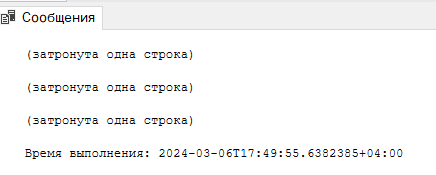 Сообщения
(затронута одна строка)
(затронута одна строка)
(затронута одна строка)
Время выполнения: 2024-03-06T17:49:55.6382385+04:00